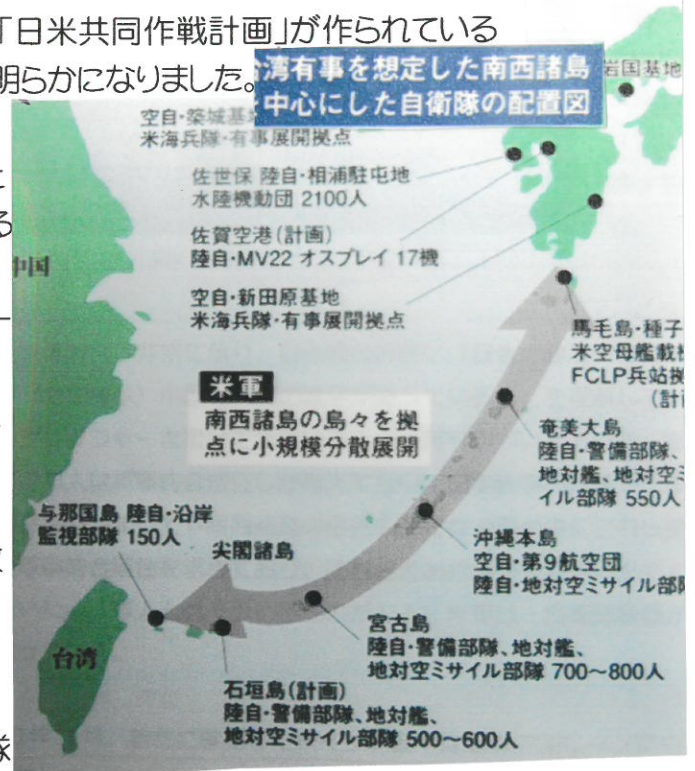 「日米共同作戦計画」が作られている
明らかになりました。
湾有事を想定した南西諸島
中心にした自衛隊の配置図
岩国基地
空自・築城基
米海兵隊・有事展開拠点
佐世保 陸自・相浦駐屯地
水陸機動団 2100人
る
佐賀空港(計画)
陸自・MV22 オスプレイ 17機
中国
空自・新田原基地
米海兵隊・有事展開拠点
馬毛島・種子
米空母艦載
FCLP兵站拠
(計
米軍
南西諸島の島々を拠
点に小規模分散展開
奄美大島
陸自・警備部隊、
地対艦、地対空ミ
イル部隊 550人
与那国島 陸自・沿岸
監視部隊 150人
尖閣諸島
沖縄本島
空自・第9航空団
陸自・地対空ミサイル部隊
宮古島
陸自・警備部隊、地対艦、
地対空ミサイル部隊 700〜800人
台湾
石垣島(計画)
陸自・警備部隊、地対艦、
地対空ミサイル部隊 500〜600人
隊